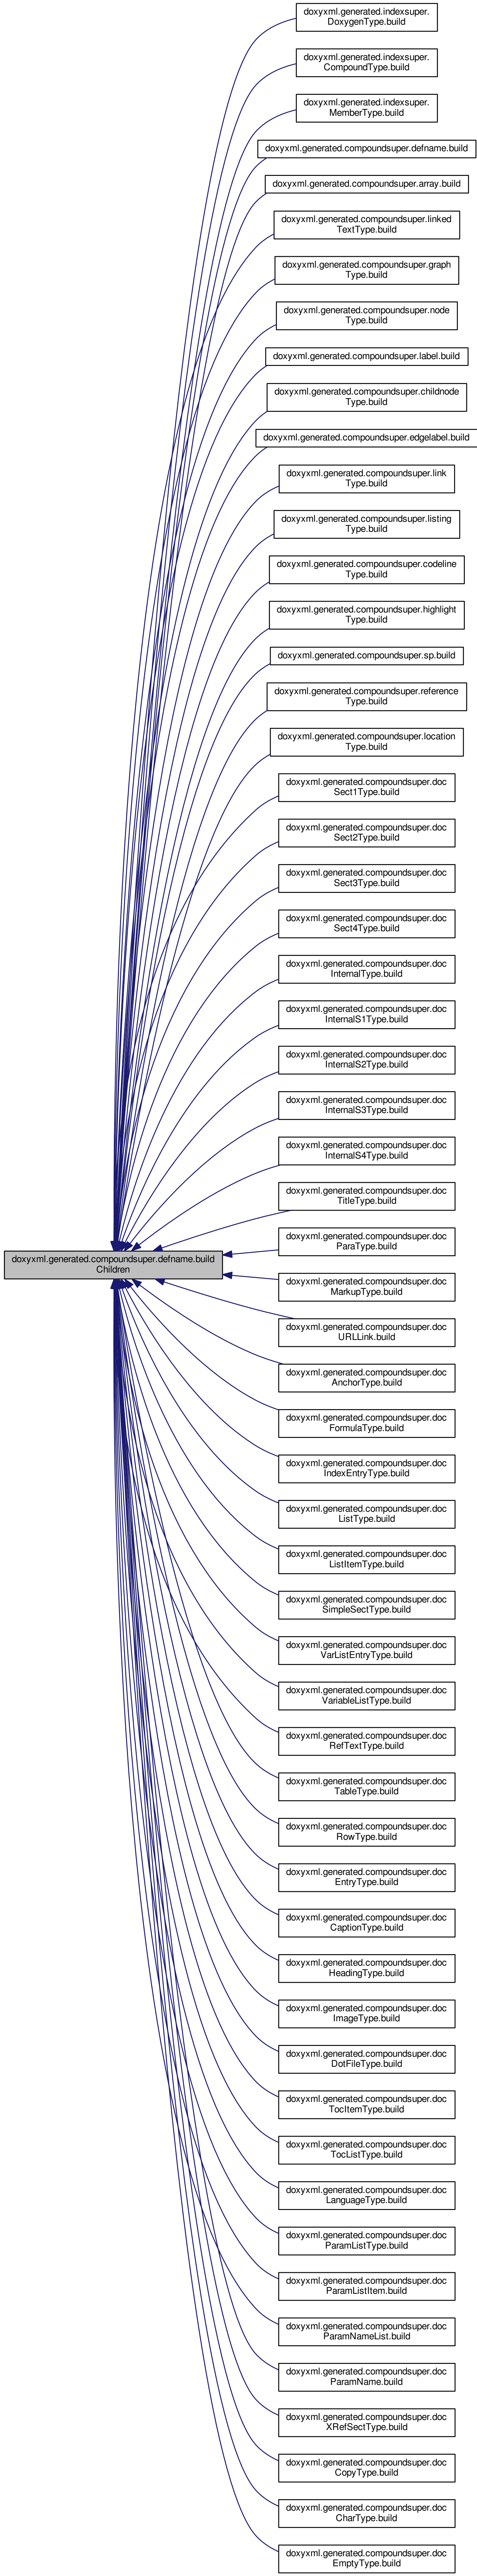 doxyxml.generated.indexsuper.
DoxygenType.build
doxyxml.generated.indexsuper.
CompoundType.build
doxyxml.generated.indexsuper.
MemberType.build
doxyxml.generated.compoundsuper.defname.build
doxyxml.generated.compoundsuper.array.build
doxyxml.generated.compoundsuper.linked
TextType.build
doxyxml.generated.compoundsuper.graph
Type.build
doxyxml.generated.compoundsuper.node
Type.build
doxyxml.generated.compoundsuper.label.build
doxyxml.generated.compoundsuper.childnode
Type.build
doxyxml.generated.compoundsuper.edgelabel.build
doxyxml.generated.compoundsuper.link
Type.build
doxyxml.generated.compoundsuper.listing
Type.build
doxyxml.generated.compoundsuper.codeline
Type.build
doxyxml.generated.compoundsuper.highlight
Type.build
doxyxml.generated.compoundsuper.sp.build
doxyxml.generated.compoundsuper.reference
Type.build
doxyxml.generated.compoundsuper.location
Type.build
doxyxml.generated.compoundsuper.doc
Sect1Type.build
doxyxml.generated.compoundsuper.doc
Sect2Type.build
doxyxml.generated.compoundsuper.doc
Sect3Type.build
doxyxml.generated.compoundsuper.doc
Sect4Type.build
doxyxml.generated.compoundsuper.doc
InternalType.build
doxyxml.generated.compoundsuper.doc
InternalS1Type.build
doxyxml.generated.compoundsuper.doc
InternalS2Type.build
doxyxml.generated.compoundsuper.doc
InternalS3Type.build
doxyxml.generated.compoundsuper.doc
InternalS4Type.build
doxyxml.generated.compoundsuper.doc
TitleType.build
doxyxml.generated.compoundsuper.doc
ParaType.build
doxyxml.generated.compoundsuper.defname.build
Children
doxyxml.generated.compoundsuper.doc
MarkupType.build
doxyxml.generated.compoundsuper.doc
URLLink.build
doxyxml.generated.compoundsuper.doc
AnchorType.build
doxyxml.generated.compoundsuper.doc
FormulaType.build
doxyxml.generated.compoundsuper.doc
IndexEntryType.build
doxyxml.generated.compoundsuper.doc
ListType.build
doxyxml.generated.compoundsuper.doc
ListItemType.build
doxyxml.generated.compoundsuper.doc
SimpleSectType.build
doxyxml.generated.compoundsuper.doc
VarListEntryType.build
doxyxml.generated.compoundsuper.doc
VariableListType.build
doxyxml.generated.compoundsuper.doc
RefTextType.build
doxyxml.generated.compoundsuper.doc
TableType.build
doxyxml.generated.compoundsuper.doc
RowType.build
doxyxml.generated.compoundsuper.doc
EntryType.build
doxyxml.generated.compoundsuper.doc
CaptionType.build
doxyxml.generated.compoundsuper.doc
HeadingType.build
doxyxml.generated.compoundsuper.doc
ImageType.build
doxyxml.generated.compoundsuper.doc
DotFileType.build
doxyxml.generated.compoundsuper.doc
TocItemType.build
doxyxml.generated.compoundsuper.doc
TocListType.build
doxyxml.generated.compoundsuper.doc
LanguageType.build
doxyxml.generated.compoundsuper.doc
ParamListType.build
doxyxml.generated.compoundsuper.doc
ParamListItem.build
doxyxml.generated.compoundsuper.doc
ParamNameList.build
doxyxml.generated.compoundsuper.doc
ParamName.build
doxyxml.generated.compoundsuper.doc
XRefSectType.build
doxyxml.generated.compoundsuper.doc
CopyType.build
doxyxml.generated.compoundsuper.doc
CharType.build
doxyxml.generated.compoundsuper.doc
EmptyType.build